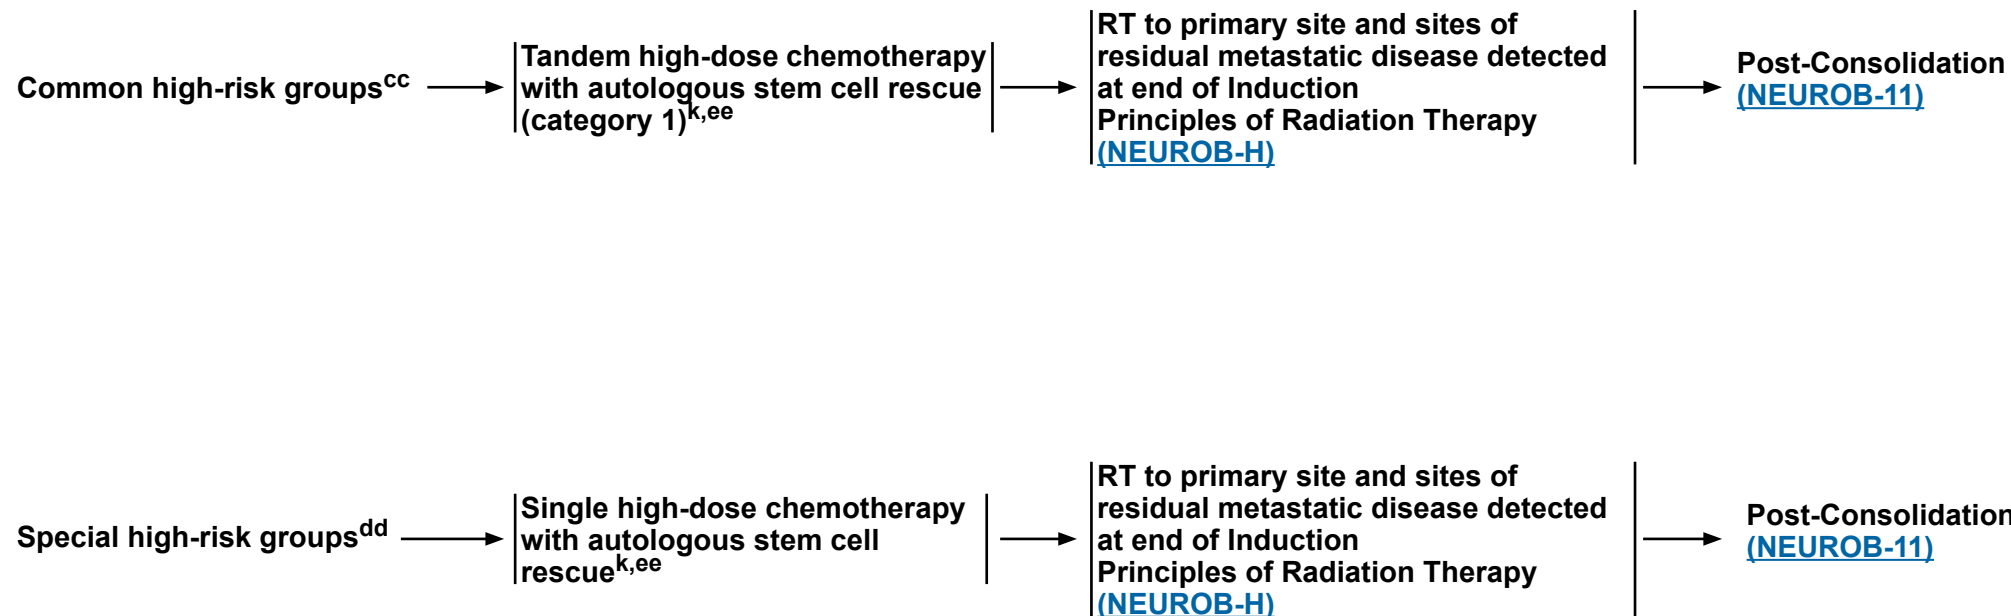 Common high-risk groupscc
Tandem high-dose chemotherapy
with autologous stem cell rescue
(category 1)k,ee
RT to primary site and sites of
residual metastatic disease detected
at end of Induction
Principles of Radiation Therapy
(NEUROB-H)
Post-Consolidation
(NEUROB-11)
Special high-risk groupsdd
Single high-dose chemotherapy
with autologous stem cell
rescuek,ee
RT to primary site and sites of
residual metastatic disease detected
at end of Induction
Principles of Radiation Therapy
(NEUROB-H)
Post-Consolidation
(NEUROB-11)